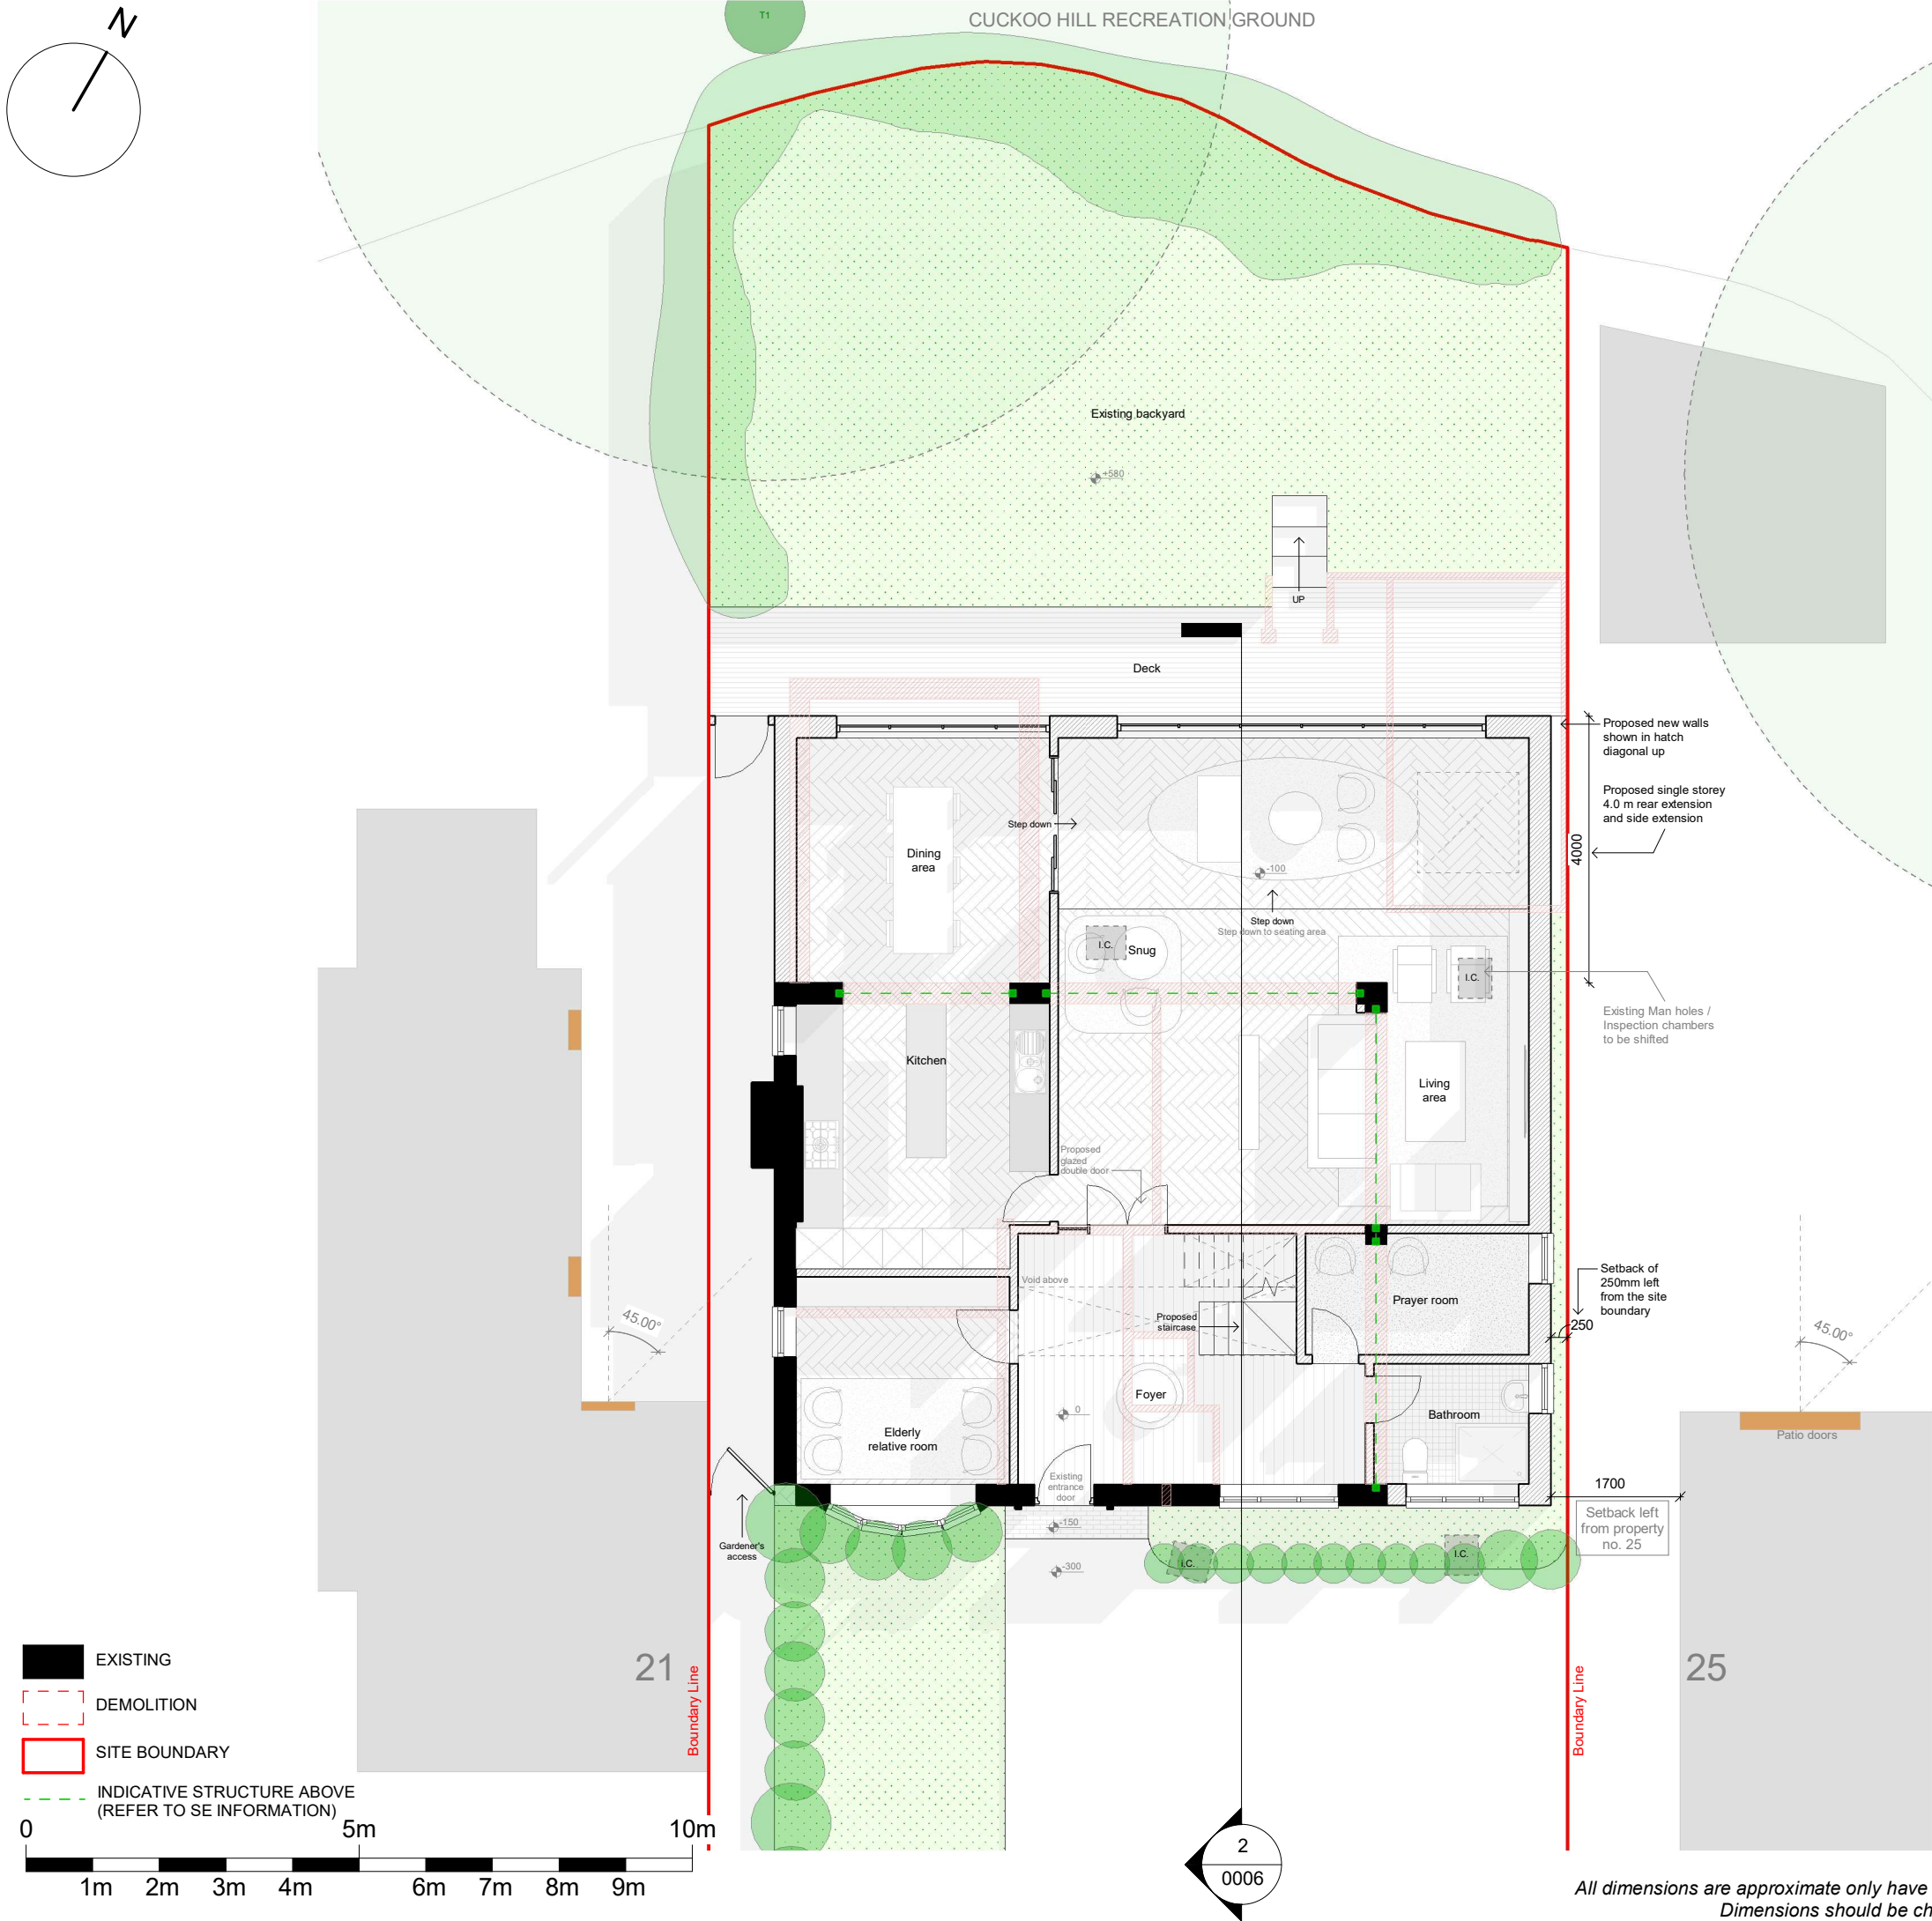 N
T1
CUCKOO HILL RECREATION GROUND
Existing backyard
+580
UP
Deck
Proposed new walls
shown in hatch
diagonal up
Proposed single storey
4.0 m rear extension
and side extension
4000
Step down
Dining
area
-100
Step down
Step down to seating area
I.C.
Snug
I.C.
Existing Man holes /
Inspection chambers
to be shifted
Kitchen
Living
area
Proposed
glazed
double door
Void above
Proposed
staircase
Prayer room
Setback of
250mm left
from the site
boundary
250
45.00°
45.00°
Foyer
0
Elderly
relative room
Bathroom
Patio doors
Existing
entrance
door
1700
Setback left
from property
no. 25
-150
Gardener's
access
-300
I.C.
I.C.
EXISTING
DEMOLITION
SITE BOUNDARY
INDICATIVE STRUCTURE ABOVE
(REFER TO SE INFORMATION)
21
Boundary Line
Boundary Line
25
0
5m
10m
1m
2m
3m
4m
6m
7m
8m
9m
2
0006
All dimensions are approximate only have
Dimensions should be ch